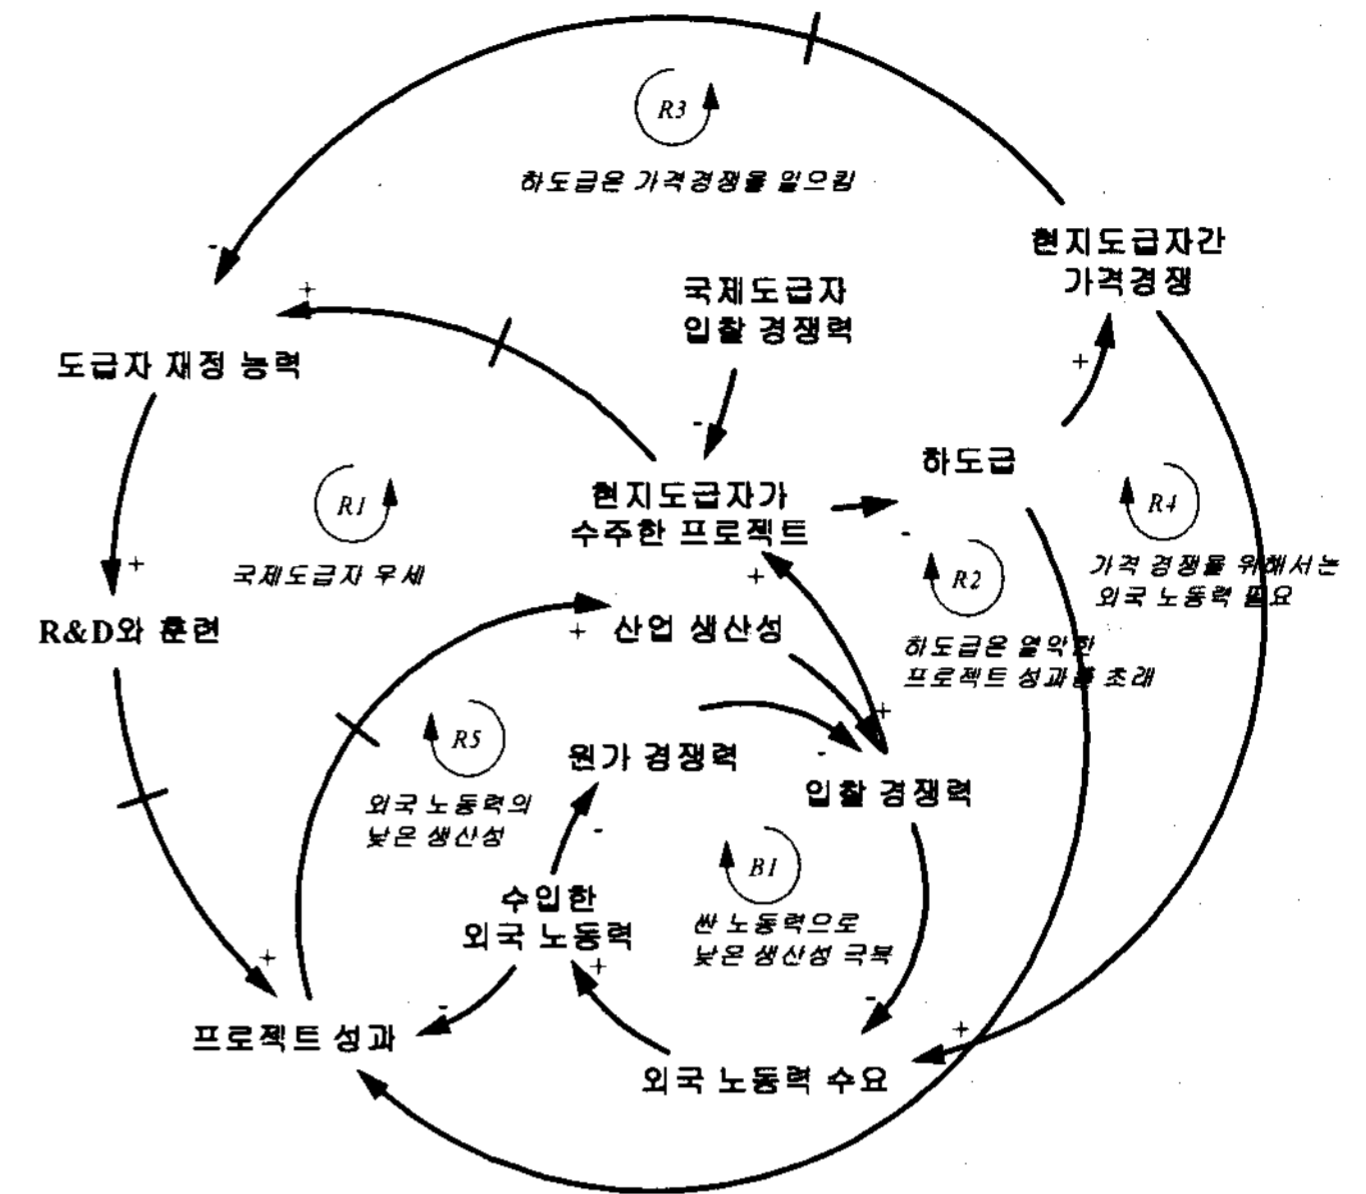 R3
하도급은 가격경쟁을 일으킴
현지도급자간
가격경쟁
-
+
국제도급자
입찰 경쟁력
+
도급자 재정 능력
-
하도급
R1
국제도급자 우세
현지도급자가
수주한 프로젝트
-
R4
가격 경쟁을 위해서는
외국 노동력 필요
R2
하도급은 열악한
프로젝트 성과를 초래
+
+
R&D와 훈련
+
산업 생산성
R5
외국 노동력의
낮은 생산성
원가 경쟁력
+
-
입찰 경쟁력
-
B1
싼 노동력으로
낮은 생산성 극복
수입한
외국 노동력
+
+
-
-
+
프로젝트 성과
외국 노동력 수요